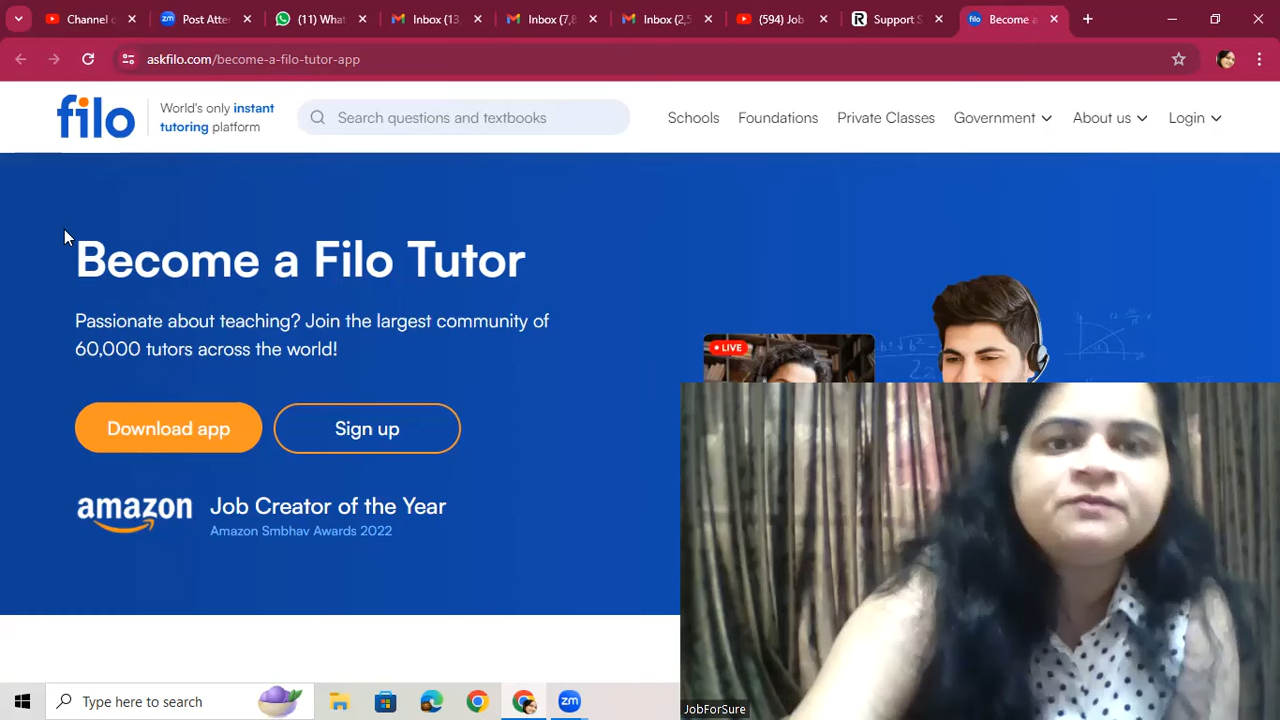 Channel c
Post Atter
(11) What
Inbox (13,
Inbox (7,8
Inbox (2,5
(594) Job
Support S
Become a
askfilo.com/become-a-filo-tutor-app
filo
World's only instant
tutoring platform
Search questions and textbooks
Schools
Foundations
Private Classes
Government
About us
Login
Become a Filo Tutor
Passionate about teaching? Join the largest community of
60,000 tutors across the world!
LIVE
Download app
Sign up
amazon
Job Creator of the Year
Amazon Smbhav Awards 2022
JobForSure
Type here to search
zm